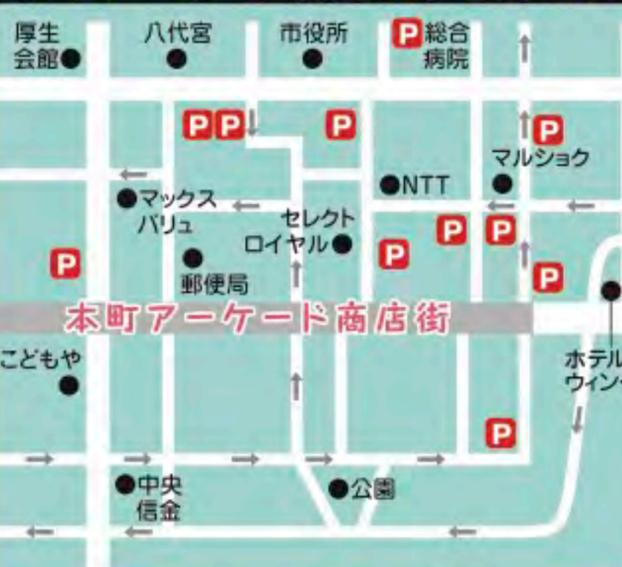 厚生
会館
八代宮
市役所
P 総合
病院
P P
P
P
マルショク
NTT
マックス
バリュ
セレクト
ロイヤル
P
P
P
P
P
郵便局
本町アーケード商店街
こどもや
ホテル
ウィン
P
中央
信金
公園